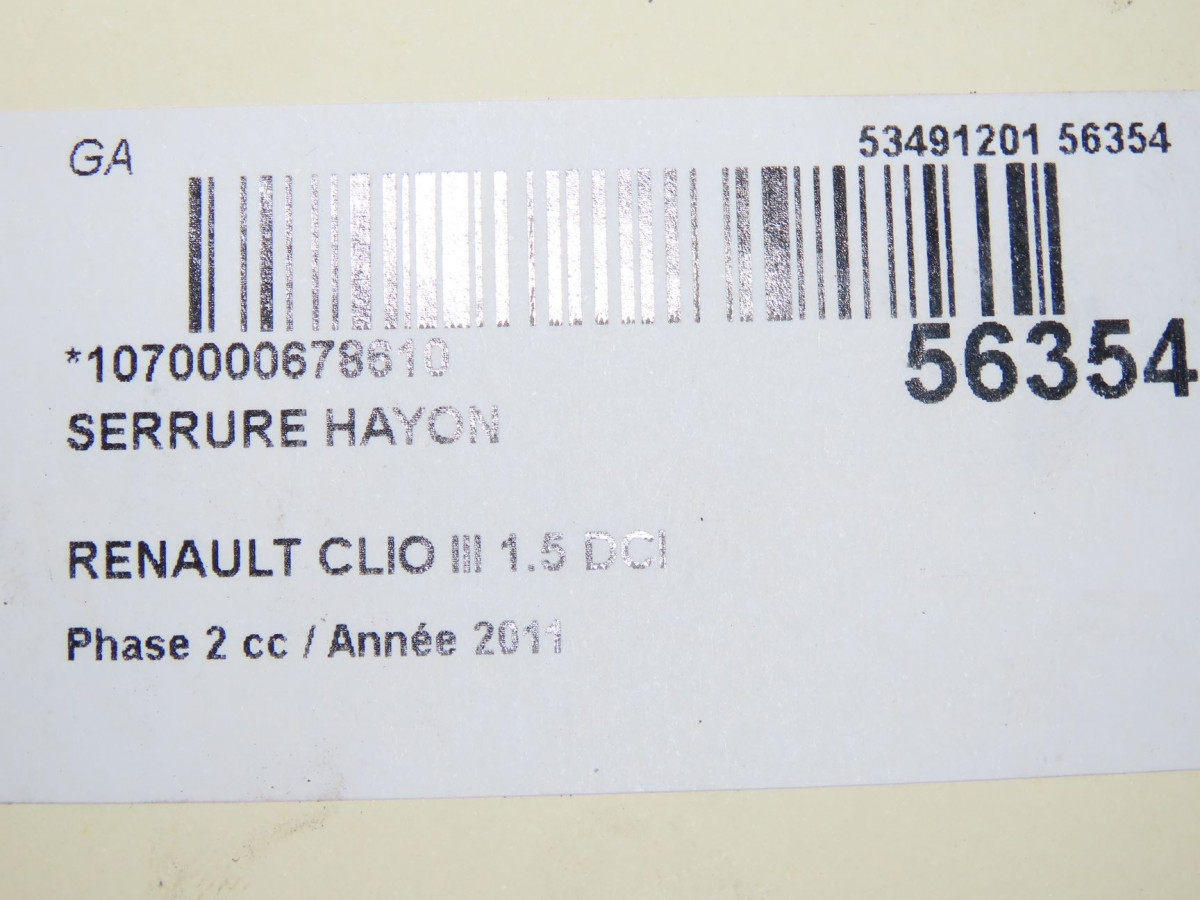 GA
53491201 56354
*1070000678610
56354
SERRURE HAYON
RENAULT CLIO III 1.5 DCI
Phase 2 cc / Année 2011